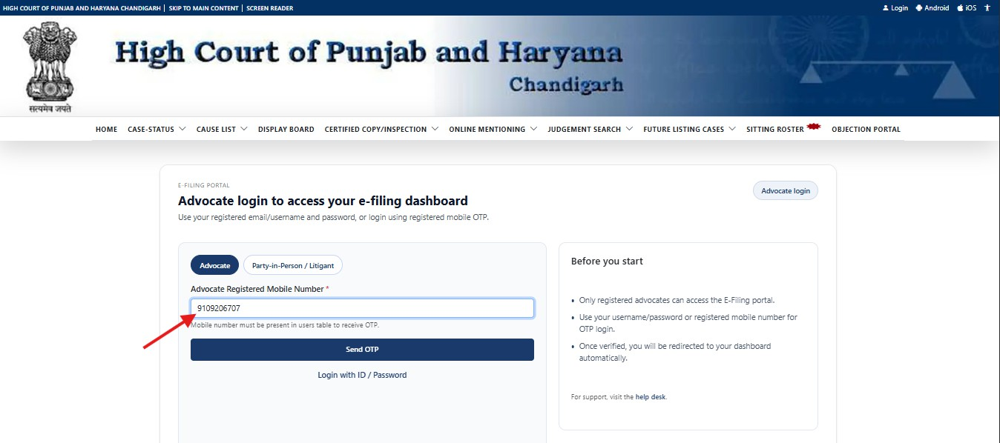 HIGH COURT OF PUNJAB AND HARYANA CHANDIGARH | SKIP TO MAIN CONTENT | SCREEN READER
Login Android iOS
सत्यमेव जयते
High Court of Punjab and Haryana
Chandigarh
HOME CASE-STATUS CAUSE LIST DISPLAY BOARD CERTIFIED COPY/INSPECTION ONLINE MENTIONING JUDGEMENT SEARCH FUTURE LISTING CASES SITTING ROSTER OBJECTION PORTAL
E-FILING PORTAL
Advocate login to access your e-filing dashboard
Use your registered email/username and password, or login using registered mobile OTP.
Advocate login
Advocate Party-in-Person / Litigant
Advocate Registered Mobile Number *
9109206707
Mobile number must be present in users table to receive OTP.
Send OTP
Login with ID / Password
Before you start
• Only registered advocates can access the E-Filing portal.
• Use your username/password or registered mobile number for
OTP login.
• Once verified, you will be redirected to your dashboard
automatically.
For support, visit the help desk.